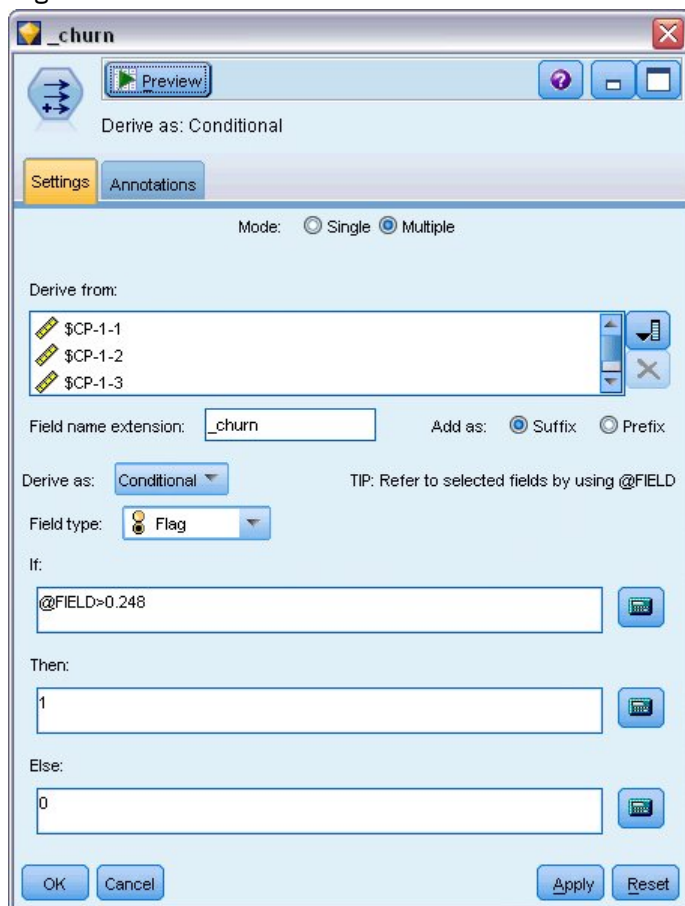 _churn
Preview
Derive as: Conditional
Settings Annotations
Mode: Single Multiple
Derive from:
$CP-1-1
$CP-1-2
$CP-1-3
Field name extension: _churn Add as: Suffix Prefix
Derive as: Conditional TIP: Refer to selected fields by using @FIELD
Field type: Flag
If:
@FIELD>0.248
Then:
1
Else:
0
OK Cancel Apply Reset